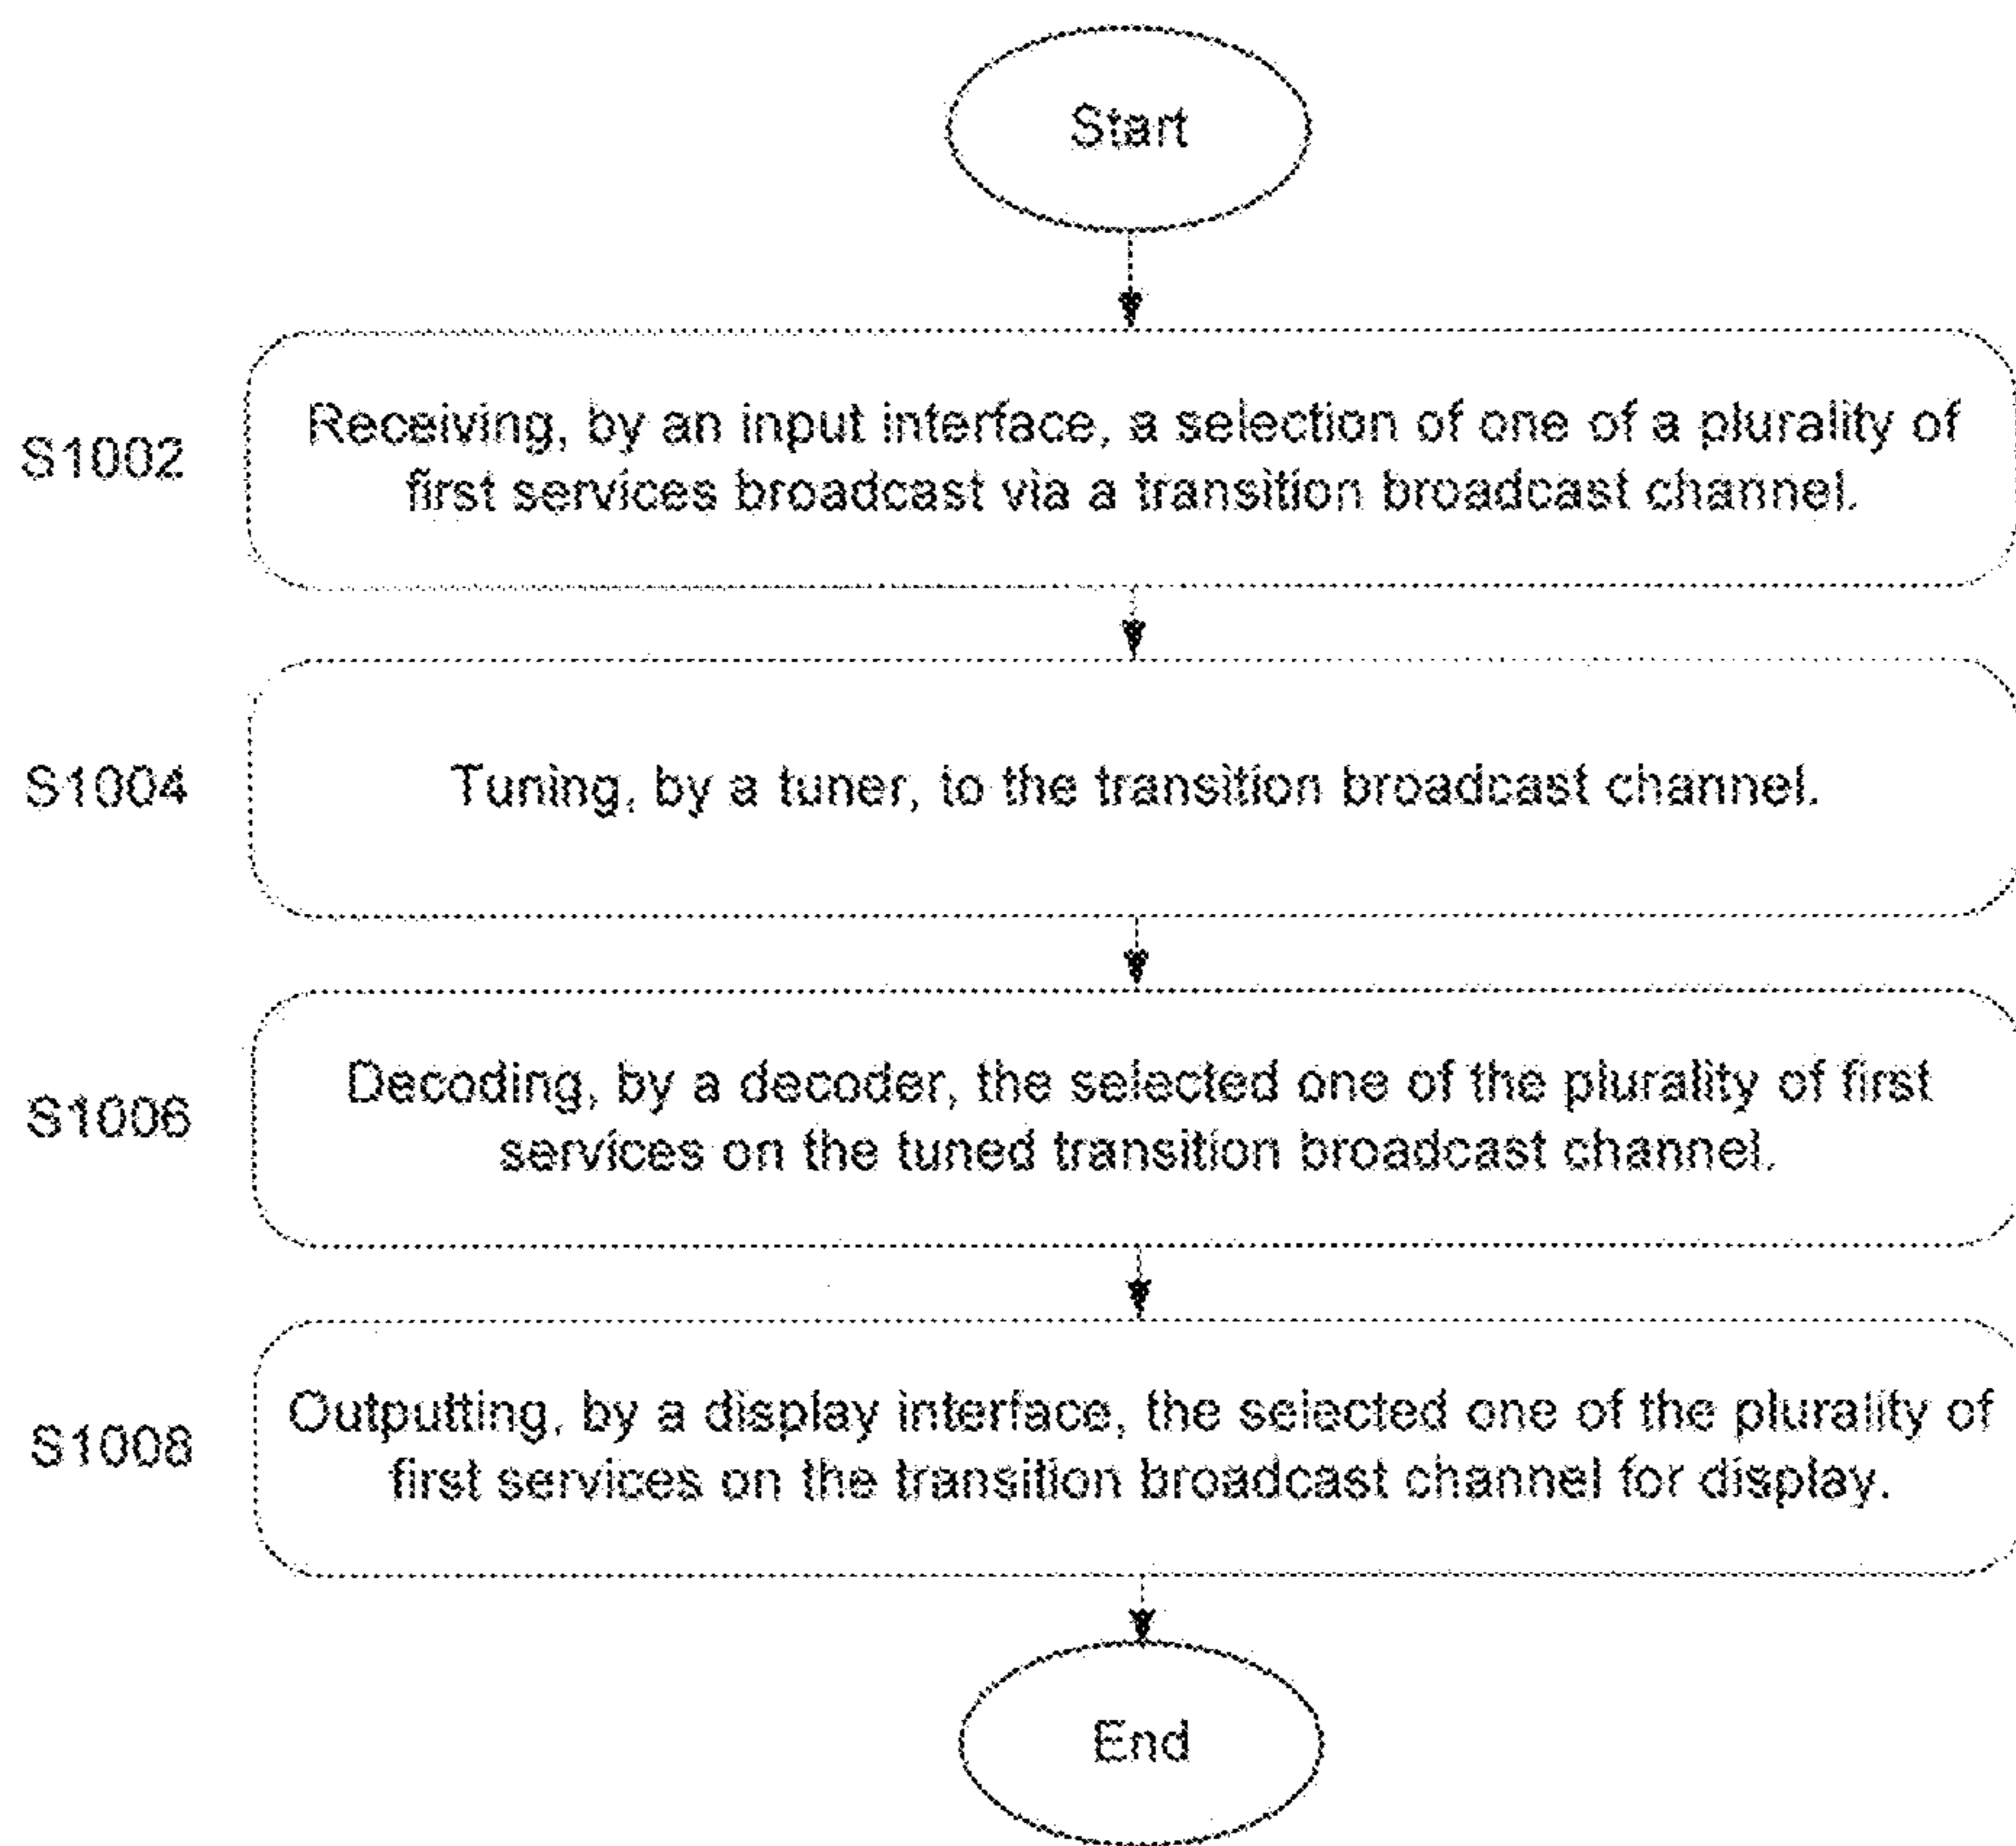 Start
S1002
Receiving, by an input interface, a selection of one of a plurality of
first services broadcast via a transition broadcast channel.
S1004
Tuning, by a tuner, to the transition broadcast channel.
S1006
Decoding, by a decoder, the selected one of the plurality of first
services on the tuned transition broadcast channel.
S1008
Outputting, by a display interface, the selected one of the plurality of
first services on the transition broadcast channel for display.
End